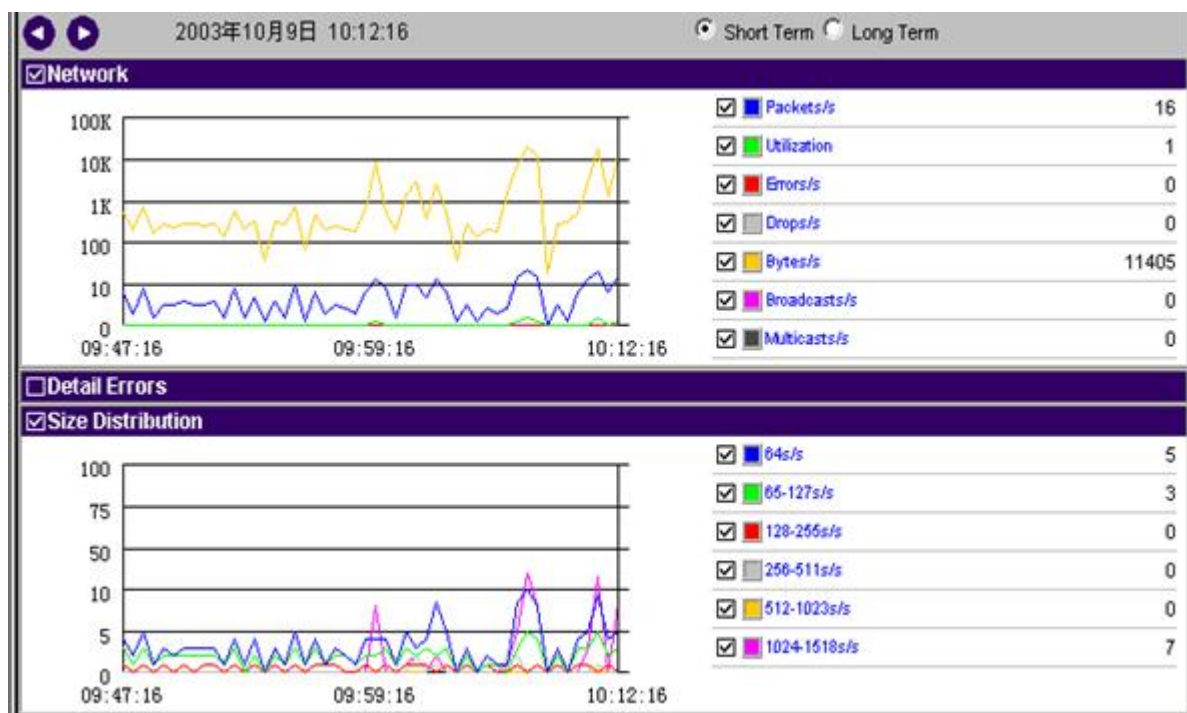 2003年10月9日 10:12:16 Short Term Long Term
Network
100K
10K
1K
100
10
0
09:47:16 09:59:16 10:12:16
Packets/s 16
Utilization 1
Errors/s 0
Drops/s 0
Bytes/s 11405
Broadcasts/s 0
Multicasts/s 0
Detail Errors
Size Distribution
100
75
50
10
5
0
09:47:16 09:59:16 10:12:16
64s/s 5
65-127s/s 3
128-255s/s 0
256-511s/s 0
512-1023s/s 0
1024-1518s/s 7